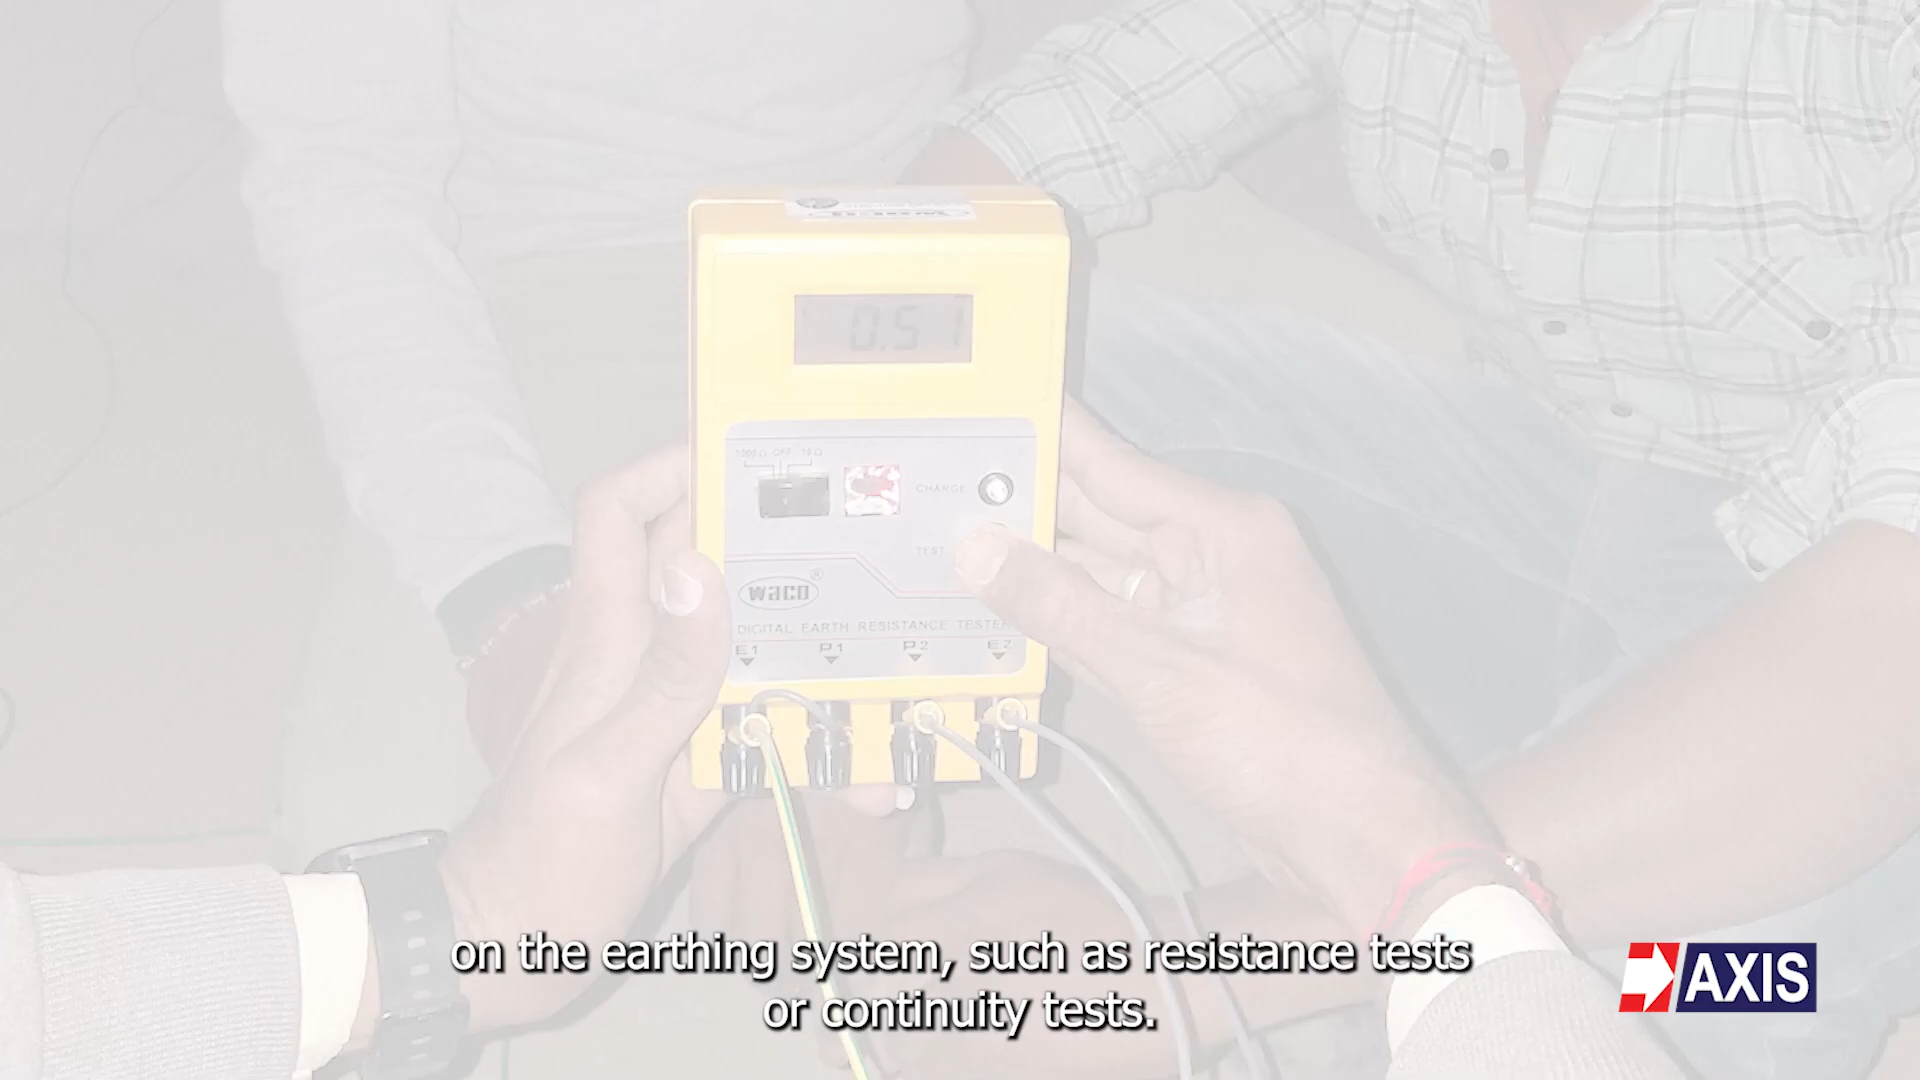 0.51
1000Ω OFF 10Ω
CHARGE
TEST
waco®
DIGITAL EARTH RESISTANCE TESTER
E1 P1 P2 E2
on the earthing system, such as resistance tests
or continuity tests.
AXIS